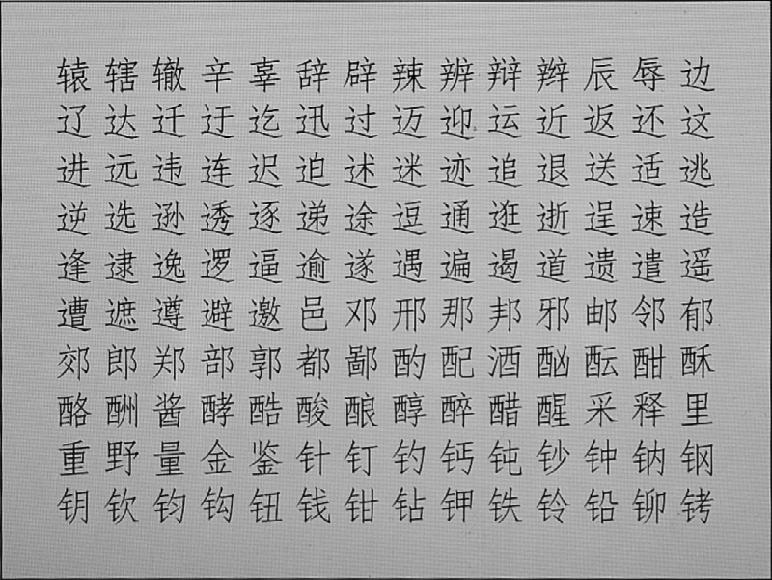 辕辖辙辛辜辞辟辣辨辩辫辰辱边
辽达迁迂迄迅过迈迎运近返还这
进远违连迟迫述迷迹追退送适逃
逆选逊透逐递途逗通逛逝逞速造
逢逮逸逻逼逾遂遇遍遏道遗遣遥
遭遮遵避邀邑邓邢那邦邪邮邻郁
郊郎郑部郭都鄙酌配酒酗酝酣酥
酪酬酱酵酷酸酿醇醉醋醒采释里
重野量金鉴针钉钓钙钝钞钟钠钢
钥钦钧钩钮钱钳钻钾铁铃铅铆铐